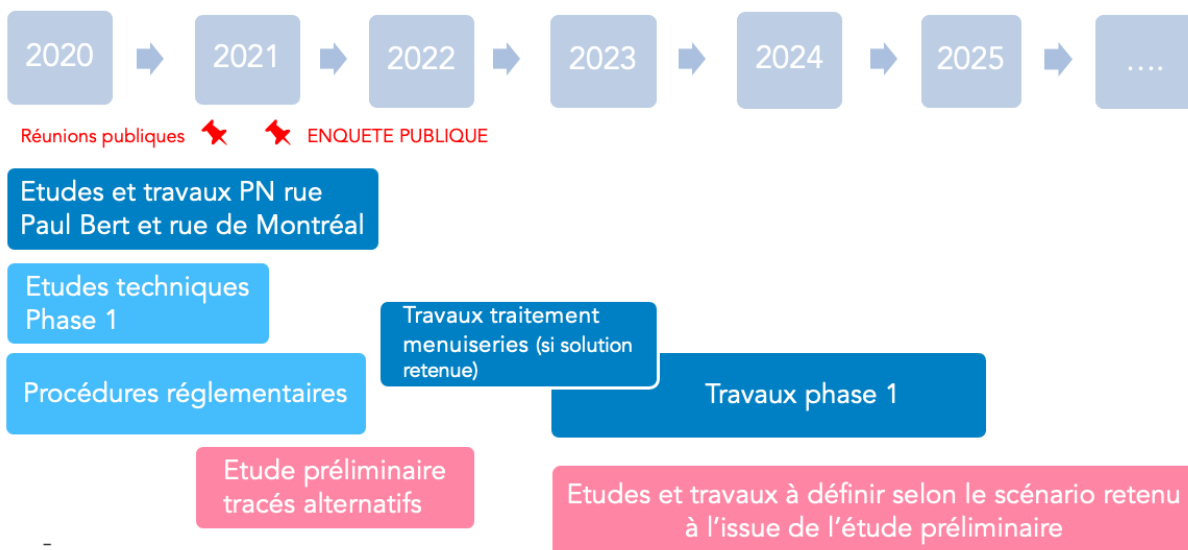 2020
2021
2022
2023
2024
2025
....
Réunions publiques
ENQUETE PUBLIQUE
Etudes et travaux PN rue
Paul Bert et rue de Montréal
Etudes techniques
Phase 1
Travaux traitement
menuiseries (si solution
retenue)
Procédures réglementaires
Travaux phase 1
Etude préliminaire
tracés alternatifs
Etudes et travaux à définir selon le scénario retenu
à l’issue de l’étude préliminaire